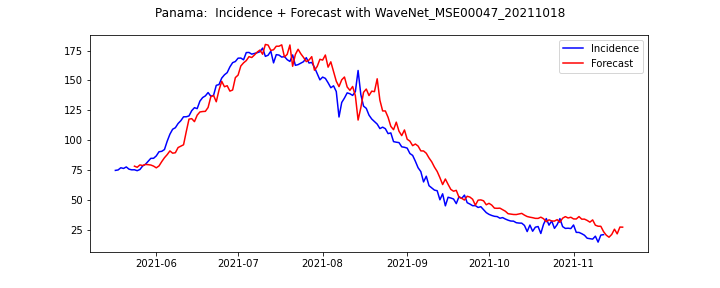 Panama:  Incidence + Forecast with WaveNet_MSE00047_20211018
Incidence
Forecast
175
150
125
100
75
50
25
2021-06 2021-07 2021-08 2021-09 2021-10 2021-11